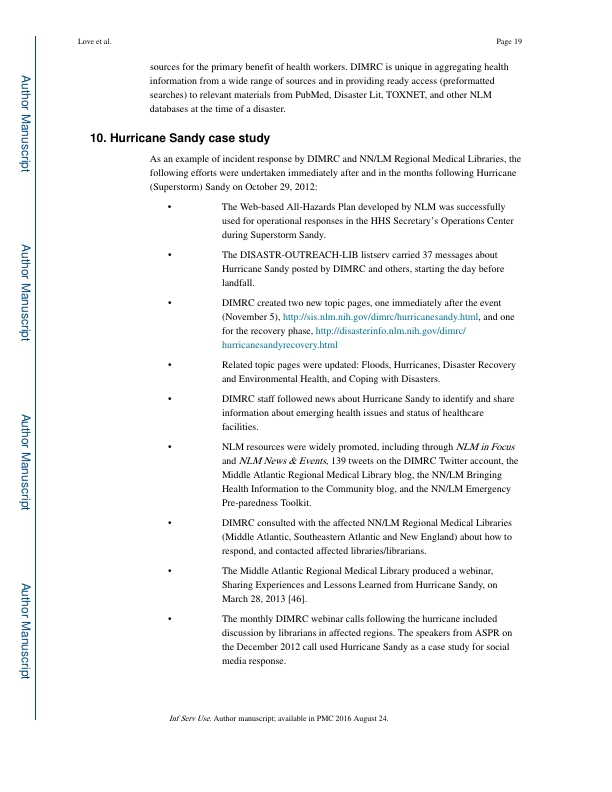 Love et al.
Page 19
sources for the primary benefit of health workers. DIMRC is unique in aggregating health
information from a wide range of sources and in providing ready access (preformatted
searches) to relevant materials from PubMed, Disaster Lit, TOXNET, and other NLM
databases at the time of a disaster.
10. Hurricane Sandy case study
As an example of incident response by DIMRC and NN/LM Regional Medical Libraries, the
following efforts were undertaken immediately after and in the months following Hurricane
(Superstorm) Sandy on October 29, 2012:
• The Web-based All-Hazards Plan developed by NLM was successfully
used for operational responses in the HHS Secretary's Operations Center
during Superstorm Sandy.
• The DISASTR-OUTREACH-LIB listserv carried 37 messages about
Hurricane Sandy posted by DIMRC and others, starting the day before
landfall.
• DIMRC created two new topic pages, one immediately after the event
(November 5), http://sis.nlm.nih.gov/dimrc/hurricanesandy.html, and one
for the recovery phase, http://disasterinfo.nlm.nih.gov/dimrc/
hurricanesandyrecovery.html
• Related topic pages were updated: Floods, Hurricanes, Disaster Recovery
and Environmental Health, and Coping with Disasters.
• DIMRC staff followed news about Hurricane Sandy to identify and share
information about emerging health issues and status of healthcare
facilities.
• NLM resources were widely promoted, including through NLM in Focus
and NLM News & Events, 139 tweets on the DIMRC Twitter account, the
Middle Atlantic Regional Medical Library blog, the NN/LM Bringing
Health Information to the Community blog, and the NN/LM Emergency
Pre-paredness Toolkit.
• DIMRC consulted with the affected NN/LM Regional Medical Libraries
(Middle Atlantic, Southeastern Atlantic and New England) about how to
respond, and contacted affected libraries/librarians.
• The Middle Atlantic Regional Medical Library produced a webinar,
Sharing Experiences and Lessons Learned from Hurricane Sandy, on
March 28, 2013 [46].
• The monthly DIMRC webinar calls following the hurricane included
discussion by librarians in affected regions. The speakers from ASPR on
the December 2012 call used Hurricane Sandy as a case study for social
media response.
Inf Serv Use. Author manuscript; available in PMC 2016 August 24.
Author Manuscript
Author Manuscript
Author Manuscript
Author Manuscript